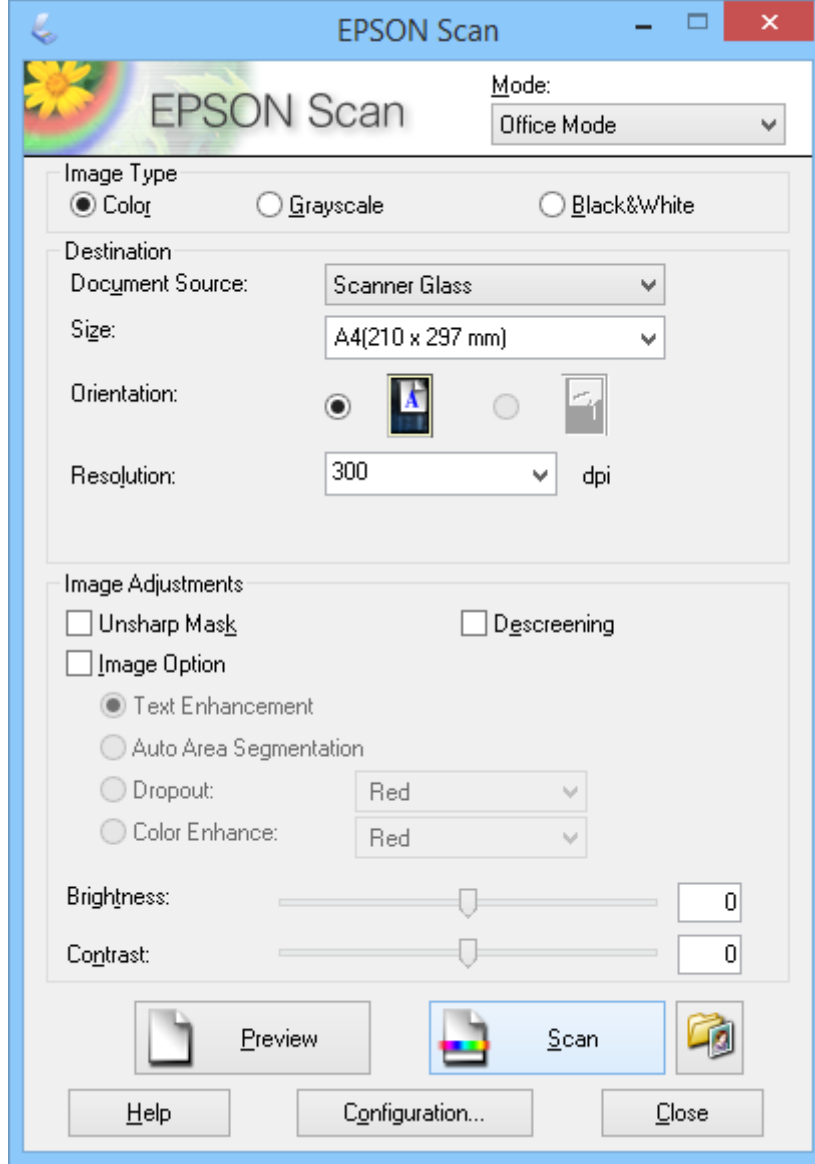 EPSON Scan
EPSON Scan
Mode:
Office Mode
Image Type
Color Grayscale Black&White
Destination
Document Source: Scanner Glass
Size: A4(210 x 297 mm)
Orientation: A
Resolution: 300 dpi
Image Adjustments
Unsharp Mask Descreening
Image Option
Text Enhancement
Auto Area Segmentation
Dropout: Red
Color Enhance: Red
Brightness: 0
Contrast: 0
Preview Scan
Help Configuration... Close